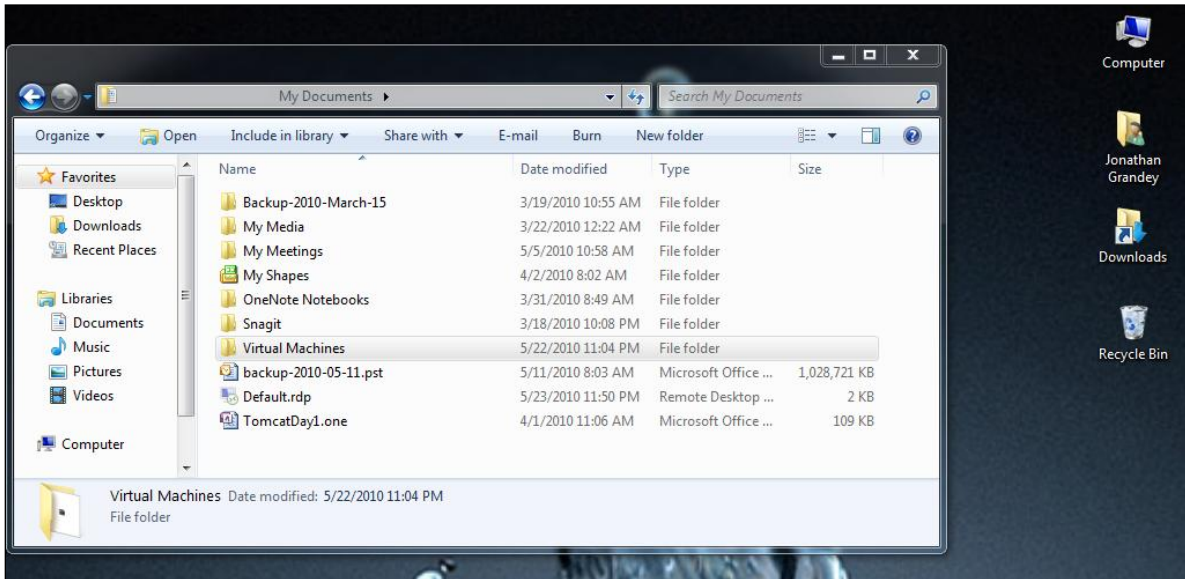 My Documents
Search My Documents
Organize Open Include in library Share with E-mail Burn New folder
Favorites
Desktop
Downloads
Recent Places
Libraries
Documents
Music
Pictures
Videos
Computer
Name Date modified Type Size
Backup-2010-March-15 3/19/2010 10:55 AM File folder
My Media 3/22/2010 12:22 AM File folder
My Meetings 5/5/2010 10:58 AM File folder
My Shapes 4/2/2010 8:02 AM File folder
OneNote Notebooks 3/31/2010 8:49 AM File folder
Snagit 3/18/2010 10:08 PM File folder
Virtual Machines 5/22/2010 11:04 PM File folder
backup-2010-05-11.pst 5/11/2010 8:03 AM Microsoft Office ... 1,028,721 KB
Default.rdp 5/23/2010 11:50 PM Remote Desktop ... 2 KB
TomcatDay1.one 4/1/2010 11:06 AM Microsoft Office ... 109 KB
Virtual Machines Date modified: 5/22/2010 11:04 PM
File folder
Computer
Jonathan
Grandey
Downloads
Recycle Bin